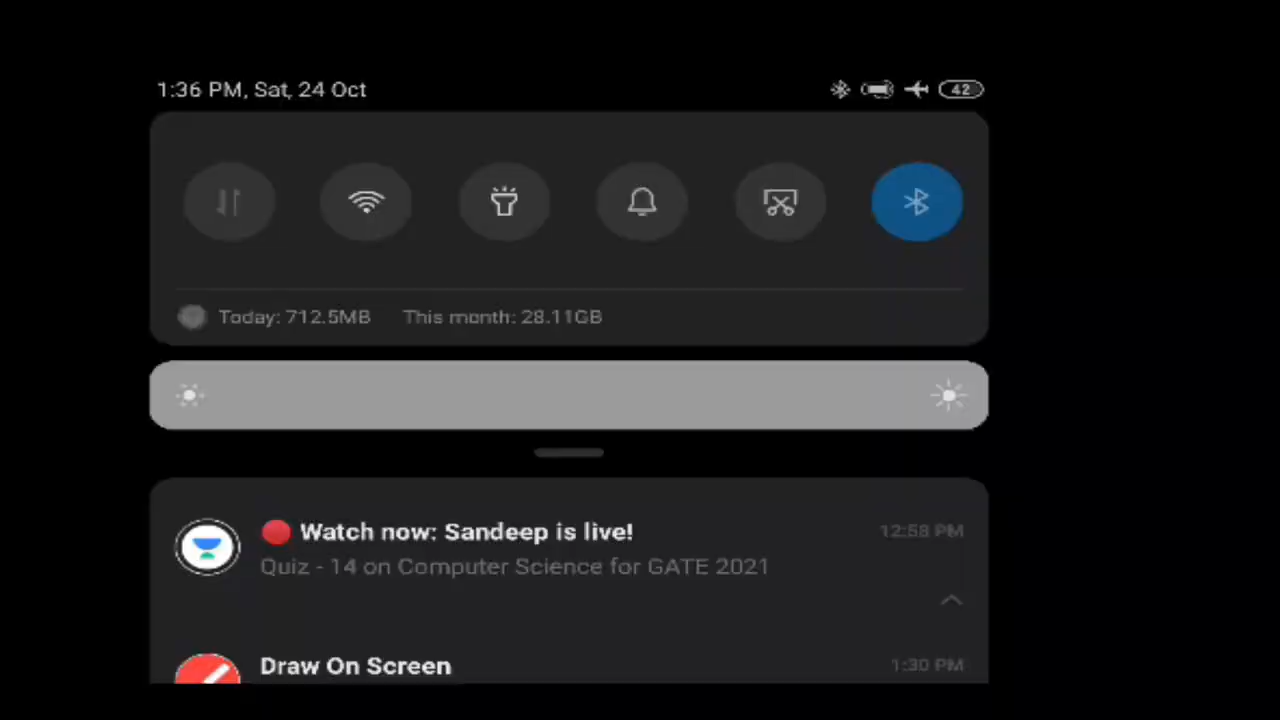 1:36 PM, Sat, 24 Oct 42
Today: 712.5MB This month: 28.11GB
Watch now: Sandeep is live! 12:58 PM
Quiz - 14 on Computer Science for GATE 2021
Draw On Screen 1:30 PM